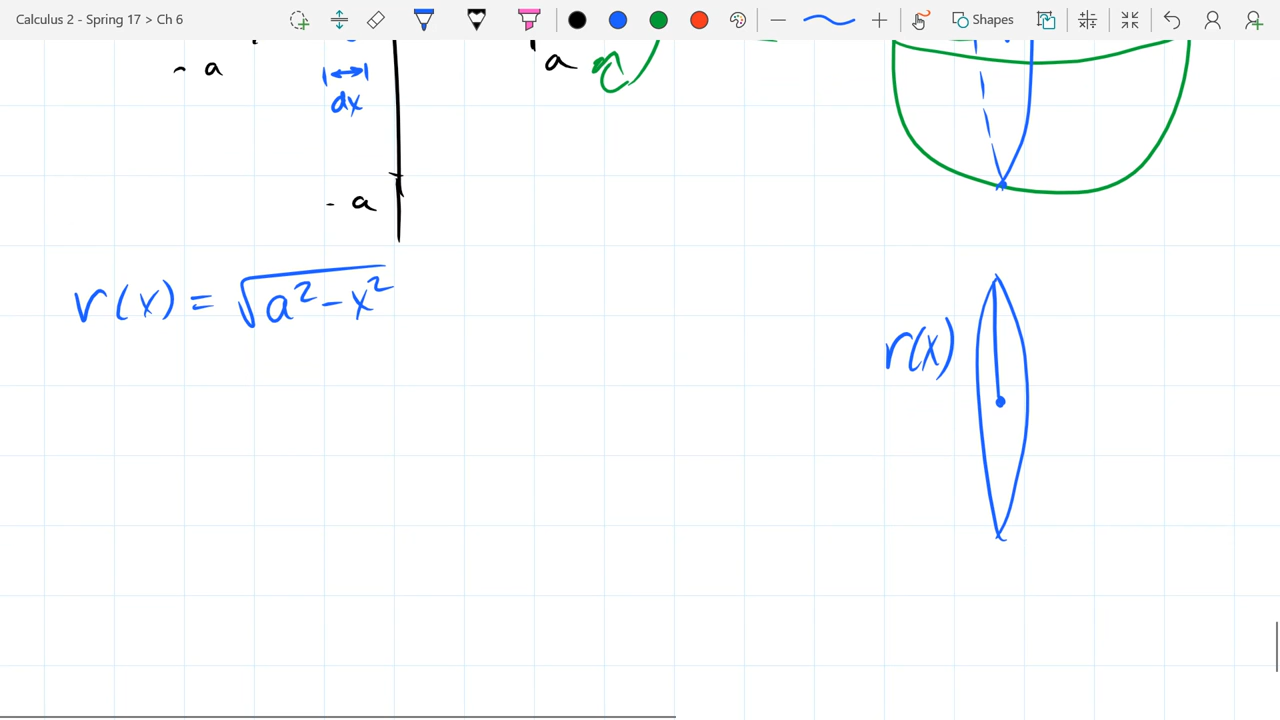 Calculus 2 - Spring 17 > Ch 6
Shapes
- a
a
dx
- a
r(x) = √(a² - x²)
r(x)